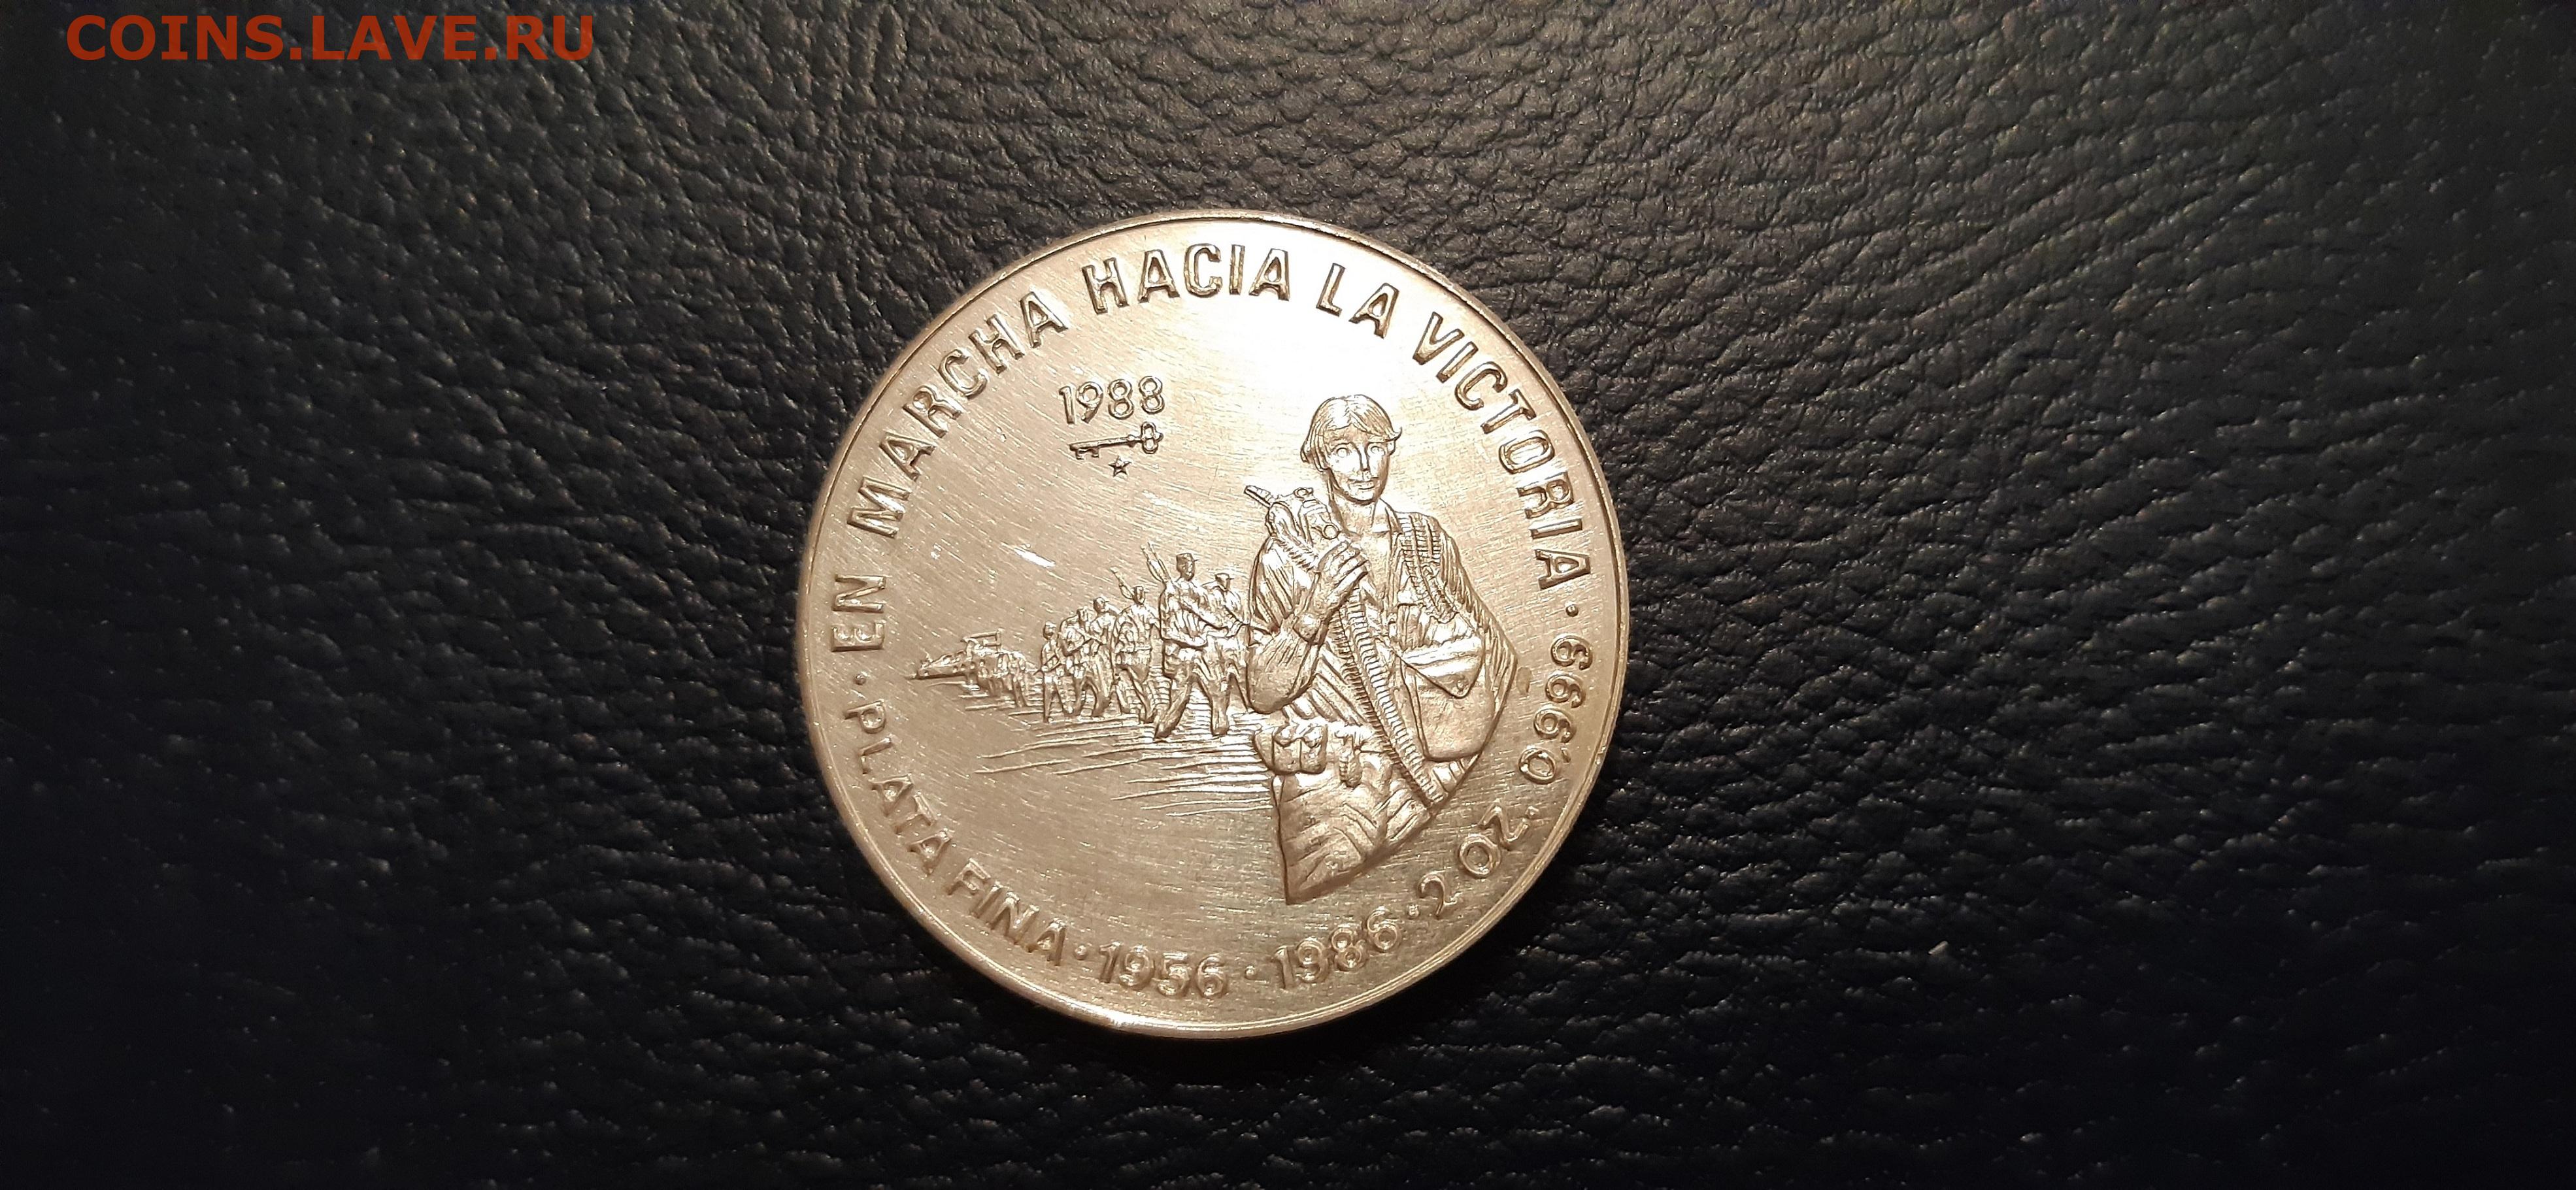 COINS.LAVE.RU
· EN MARCHA HACIA LA VICTORIA ·
1988
PLATA FINA · 1956 · 1986 · 2 OZ. 0.999